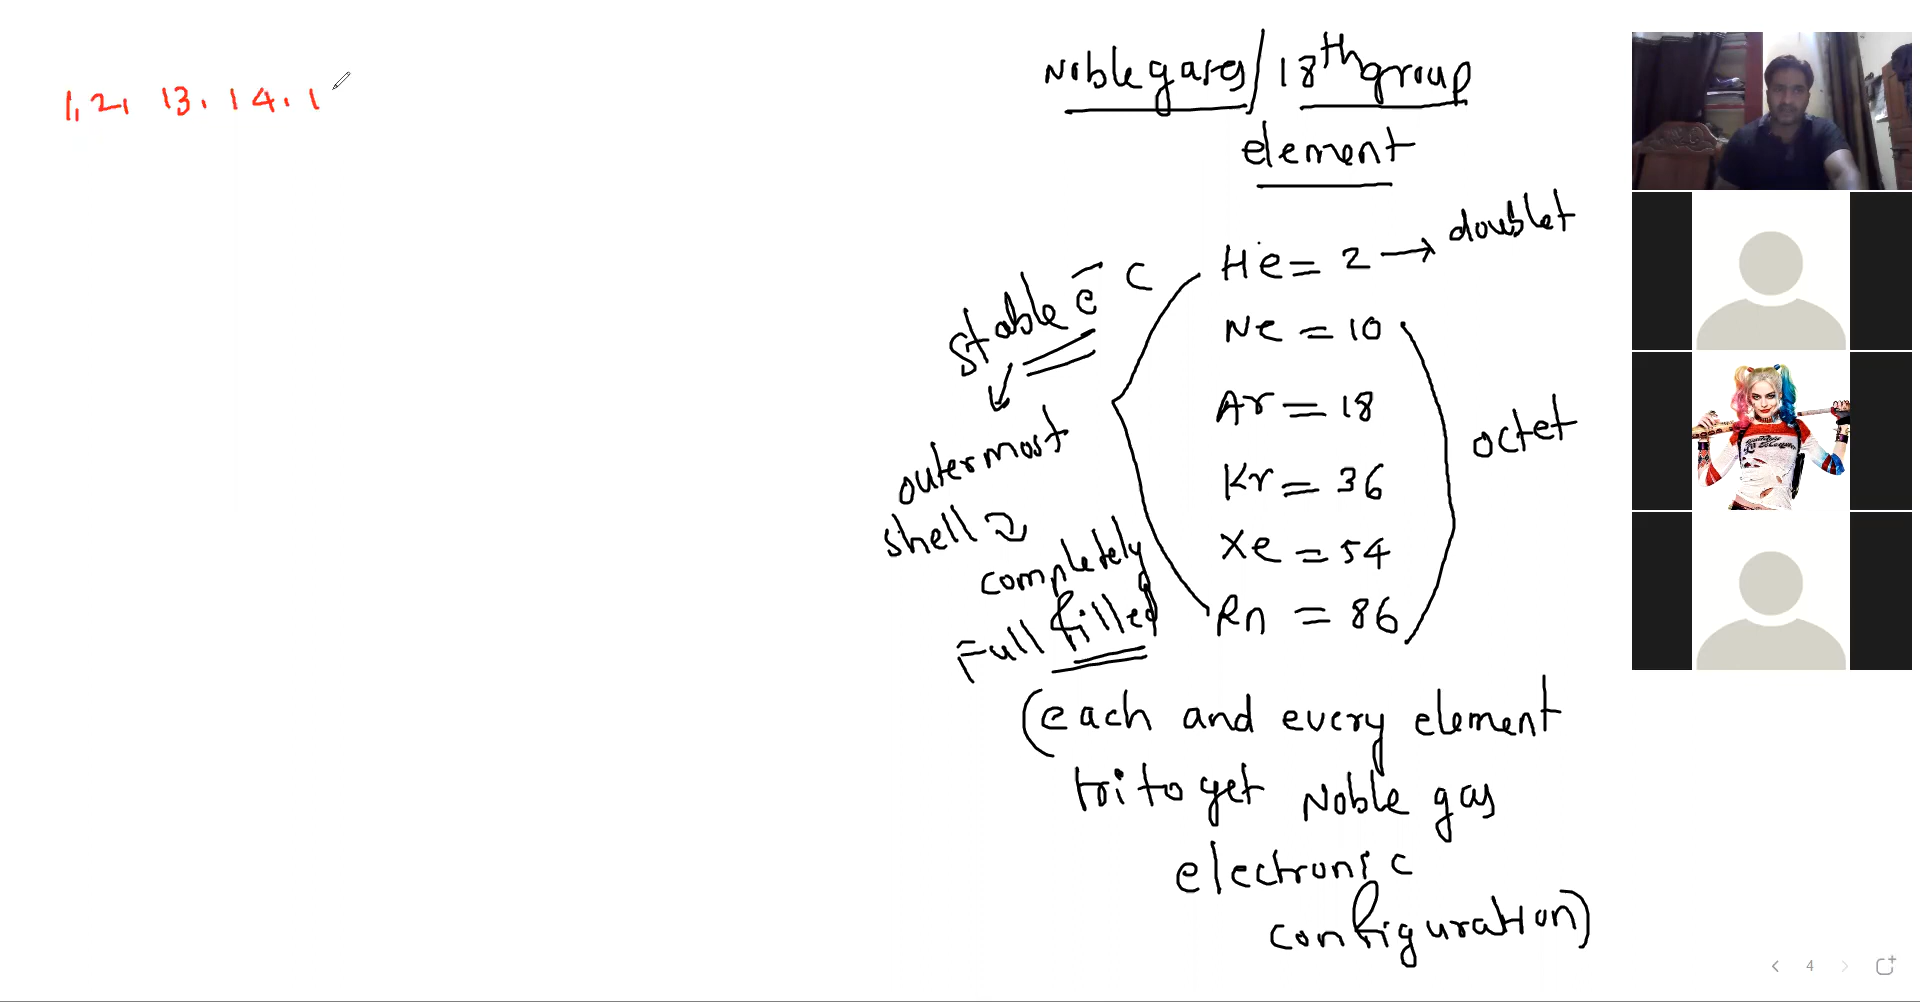 1, 2, 13, 14, 1
Noble gases/18th group
element
He = 2 → doublet
Ne = 10
Ar = 18
Kr = 36
Xe = 54
Rn = 86
octet
stable e- C
outermost
shell
completely
Full filled
(each and every element
tri to get Noble gas
electronic
configuration)
4